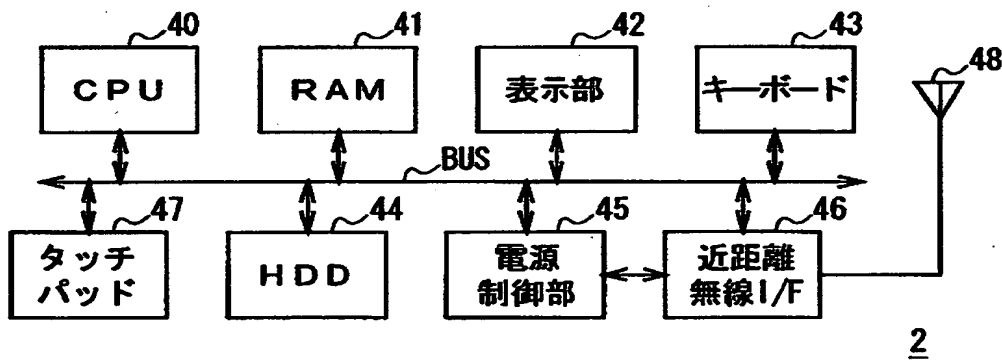 40
41
42
43
48
CPU
RAM
表示部
キーボード
BUS
47
44
45
46
タッチ
パッド
HDD
電源
制御部
近距離
無線I/F
2